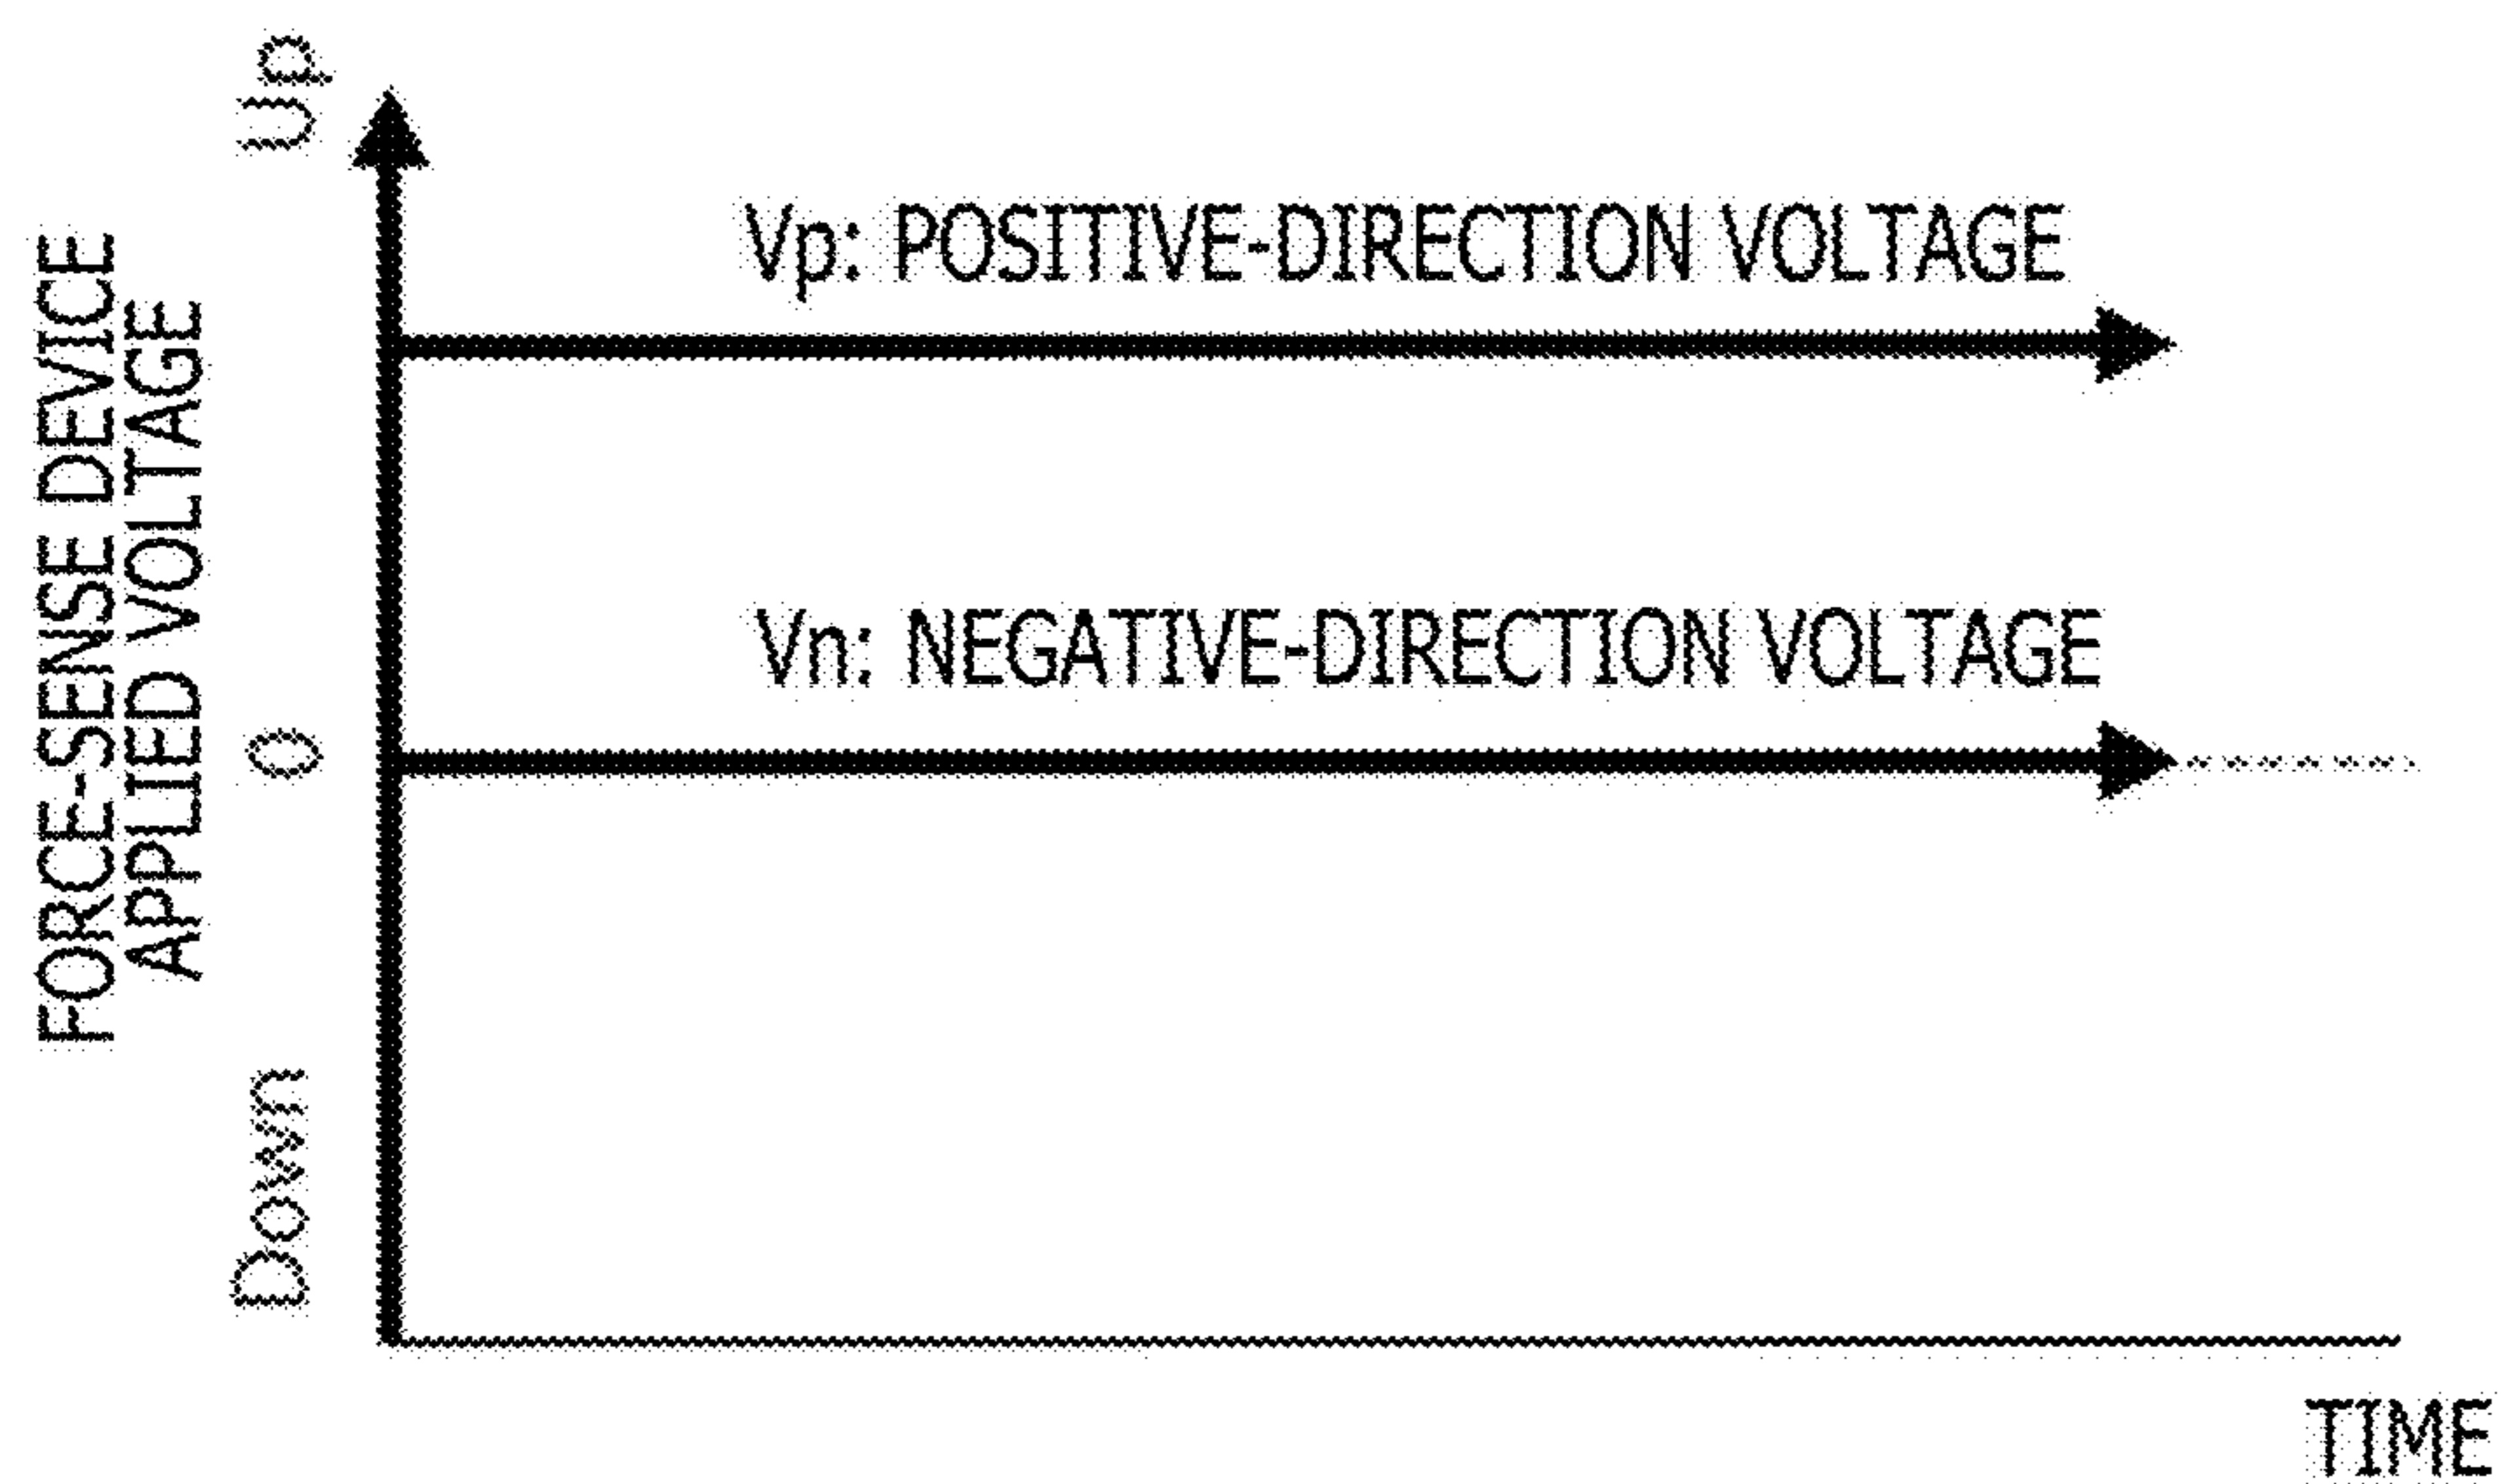 FORCE-SENSE DEVICE
APPLIED VOLTAGE
Up
0
Down
Vp: POSITIVE-DIRECTION VOLTAGE
Vn: NEGATIVE-DIRECTION VOLTAGE
TIME